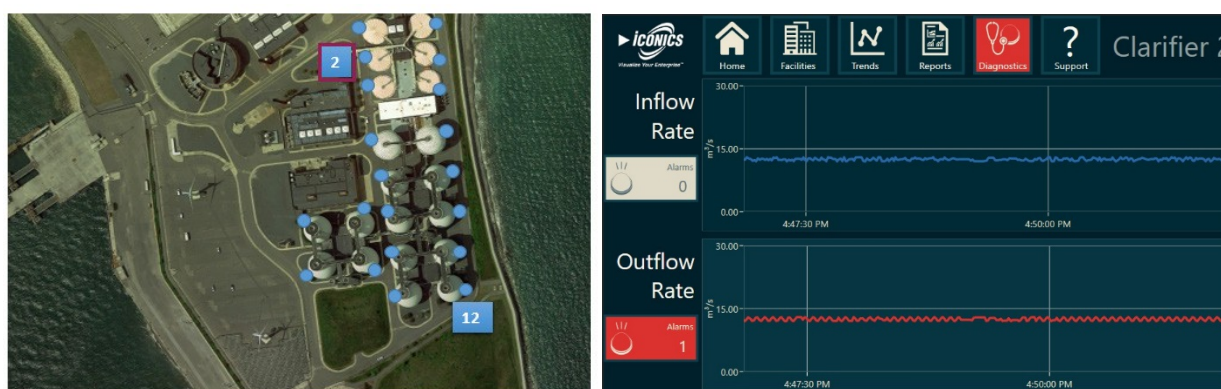 2
12
ICONICS
Visualize Your Enterprise™
Home
Facilities
Trends
Reports
?
Support
Diagnostics
Clarifier 2
Inflow
Rate
Alarms
0
30.00
15.00
0.00
m³/s
4:47:30 PM
4:50:00 PM
Outflow
Rate
Alarms
1
30.00
15.00
0.00
m³/s
4:47:30 PM
4:50:00 PM